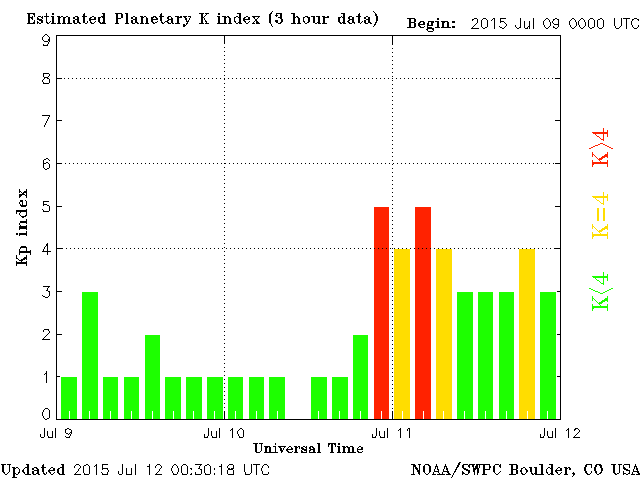 Estimated Planetary K index (3 hour data)
Begin: 2015 Jul 09 0000 UTC
9
8
7
6
5
4
3
2
1
0
Kp index
K>4
K=4
K<4
Jul 9
Jul 10
Jul 11
Jul 12
Universal Time
Updated 2015 Jul 12 00:30:18 UTC
NOAA/SWPC Boulder, CO USA